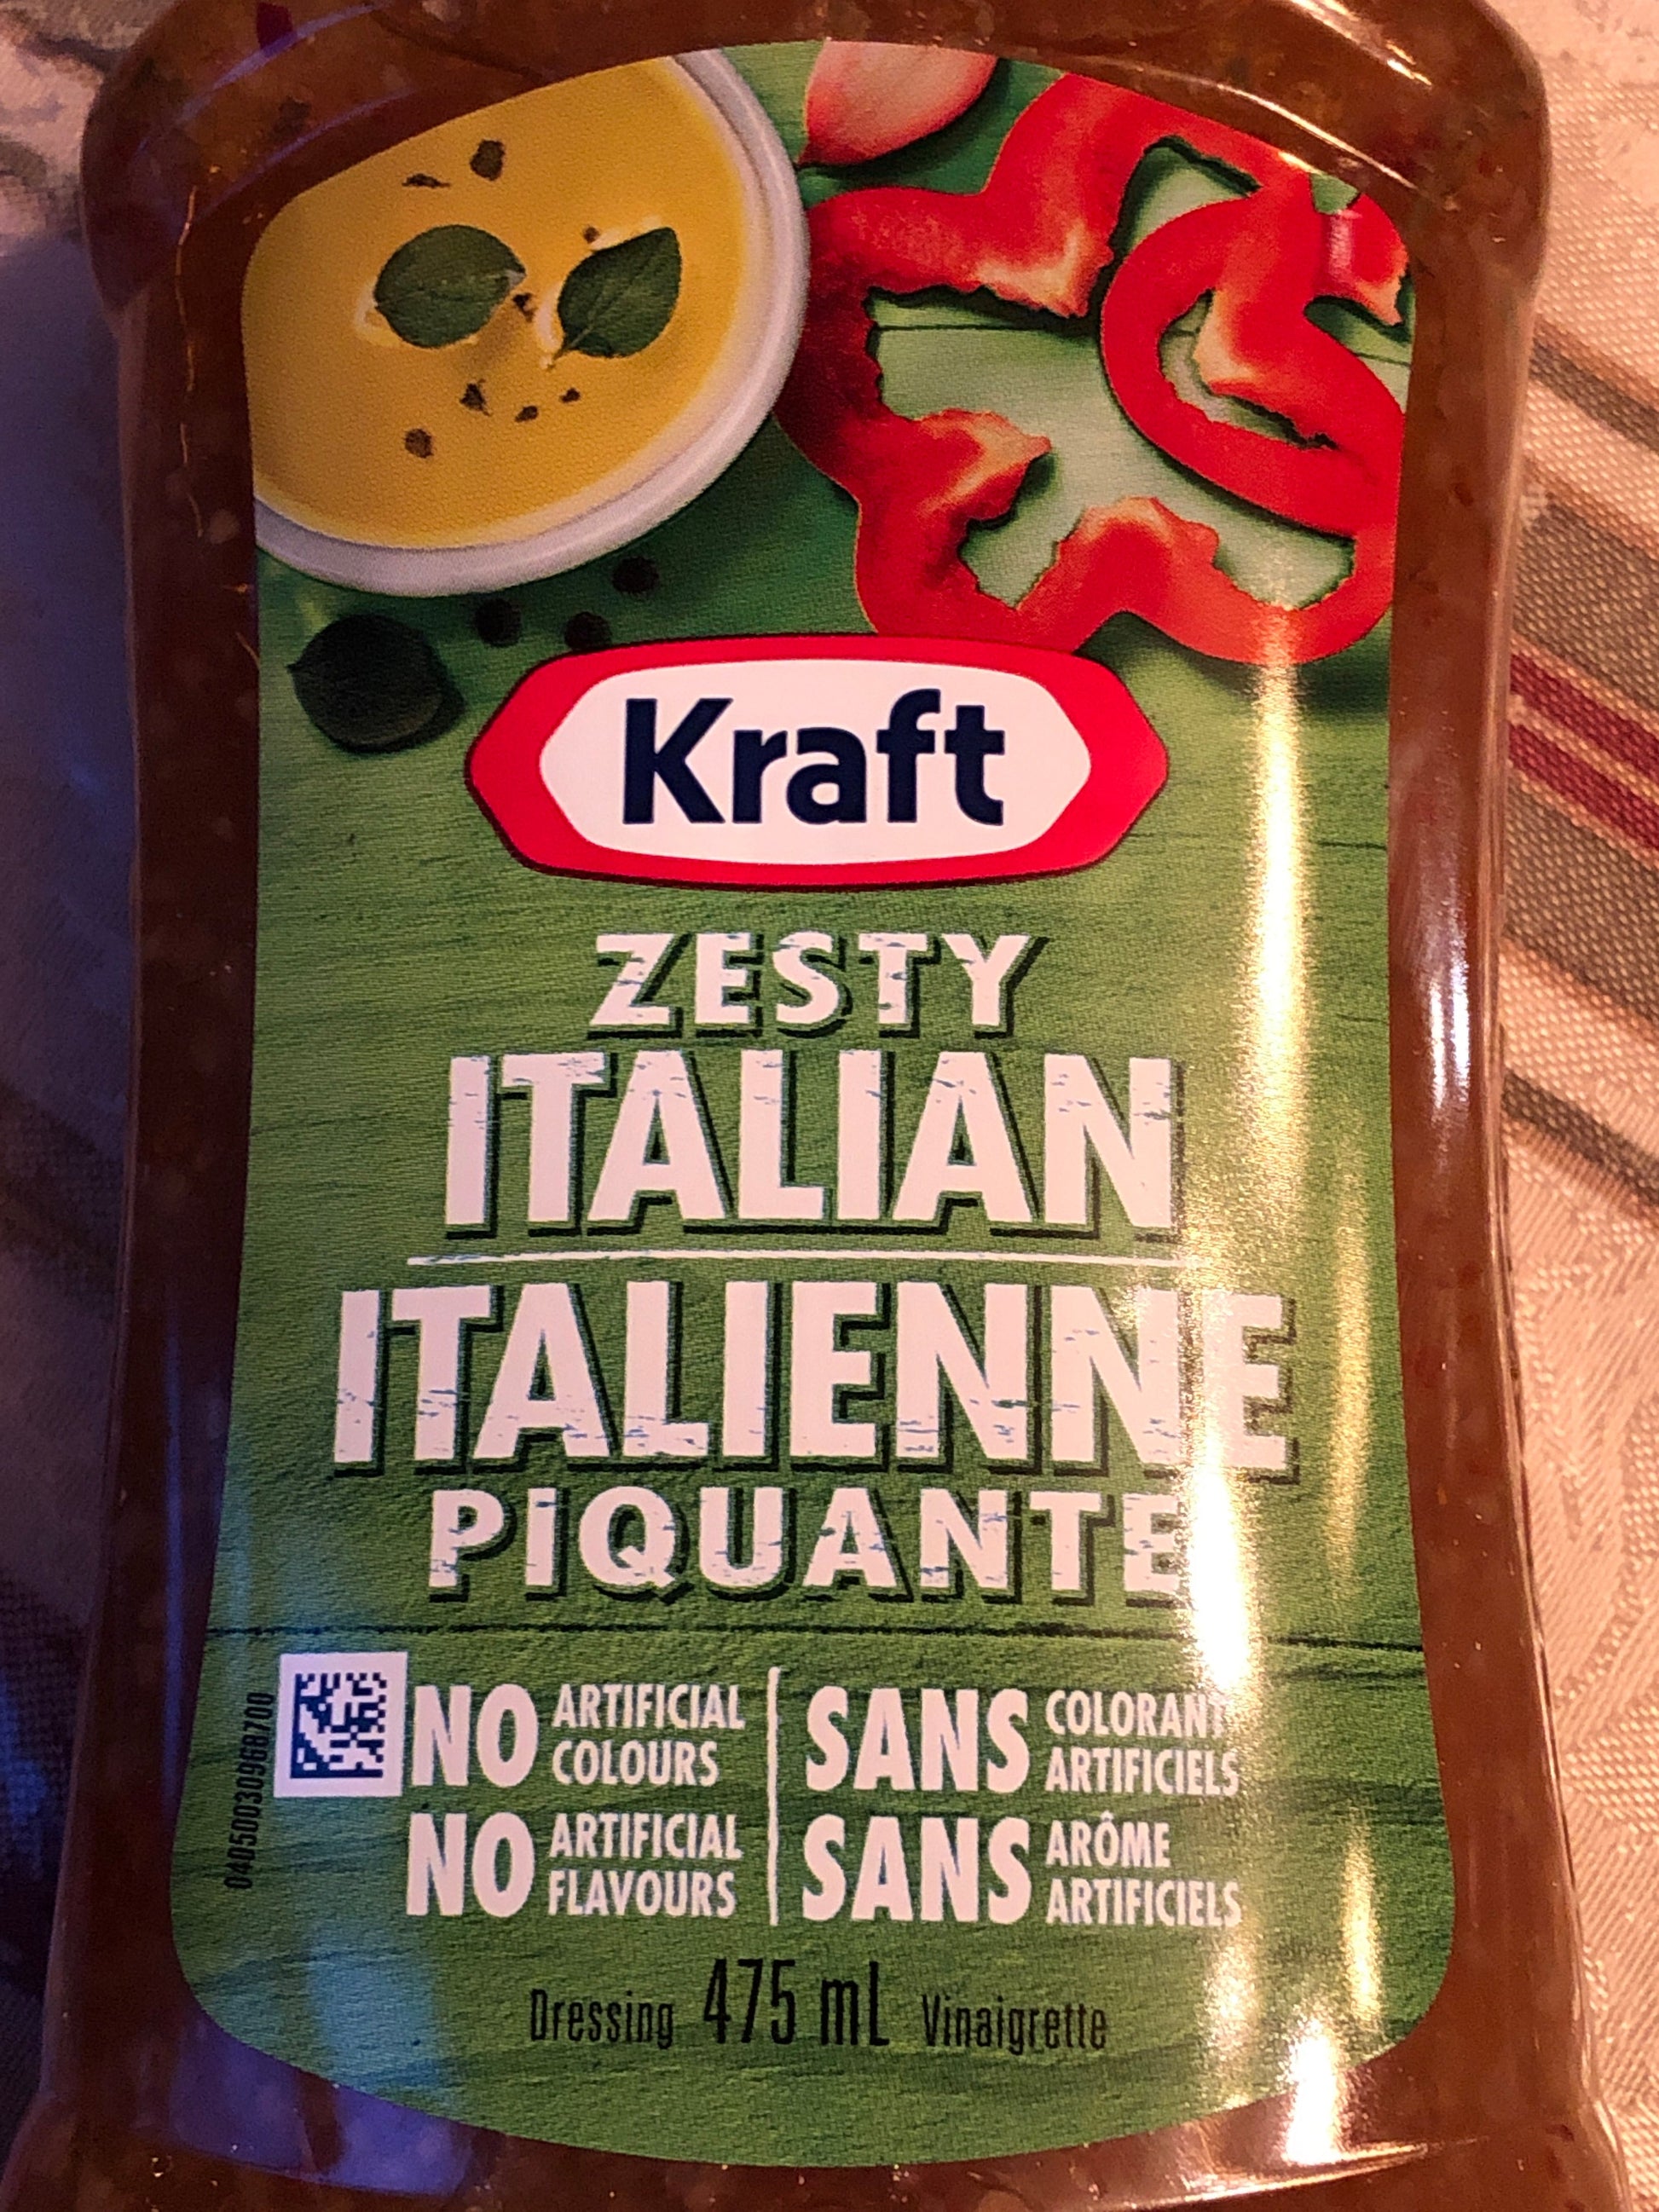 Kraft
ZESTY
ITALIAN
ITALIENNE
PiQUANTE
NO ARTIFICIAL COLOURS
NO ARTIFICIAL FLAVOURS
SANS COLORANT ARTIFICIELS
SANS ARÔME ARTIFICIELS
Dressing 475 mL Vinaigrette